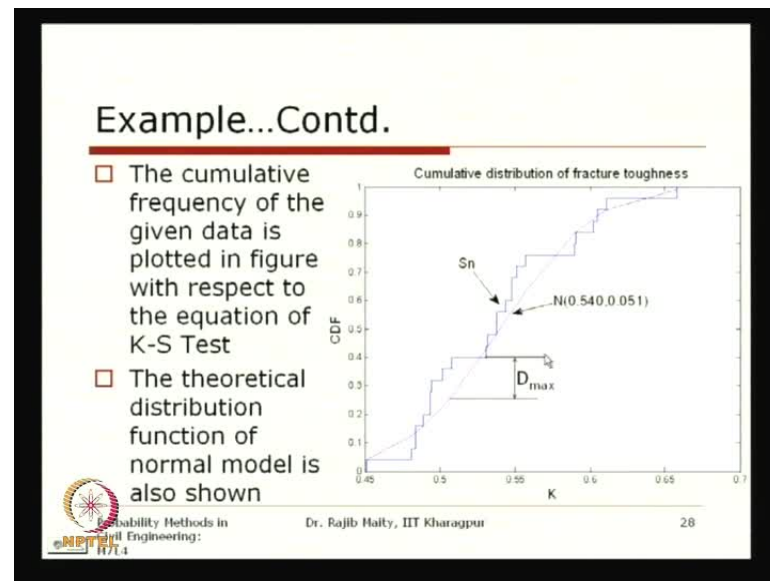 Example...Contd.
The cumulative
frequency of the
given data is
plotted in figure
with respect to
the equation of
K-S Test
The theoretical
distribution
function of
normal model is
also shown
Cumulative distribution of fracture toughness
CDF
1
0.9
0.8
0.7
0.6
0.5
0.4
0.3
0.2
0.1
0
0.45
0.5
0.55
0.6
0.65
0.7
K
Sn
N(0.540,0.051)
Dmax
Methods in
Engineering:
M7L4
Dr. Rajib Maity, IIT Kharagpur
28
NPTEL